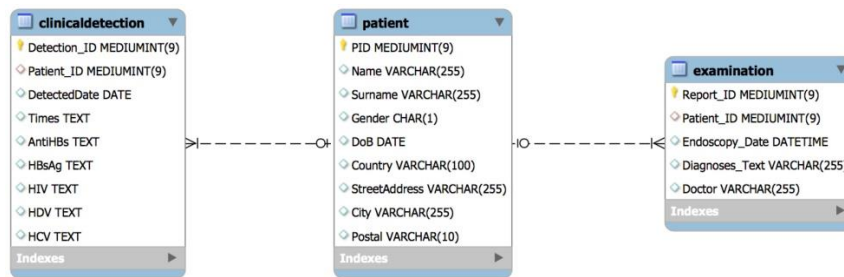 clinicaldetection
Detection_ID MEDIUMINT(9)
Patient_ID MEDIUMINT(9)
DetectedDate DATE
Times TEXT
AntiHBs TEXT
HBsAg TEXT
HIV TEXT
HDV TEXT
HCV TEXT
Indexes
patient
PID MEDIUMINT(9)
Name VARCHAR(255)
Surname VARCHAR(255)
Gender CHAR(1)
DoB DATE
Country VARCHAR(100)
StreetAddress VARCHAR(255)
City VARCHAR(255)
Postal VARCHAR(10)
Indexes
examination
Report_ID MEDIUMINT(9)
Patient_ID MEDIUMINT(9)
Endoscopy_Date DATETIME
Diagnoses_Text VARCHAR(255
Doctor VARCHAR(255)
Indexes